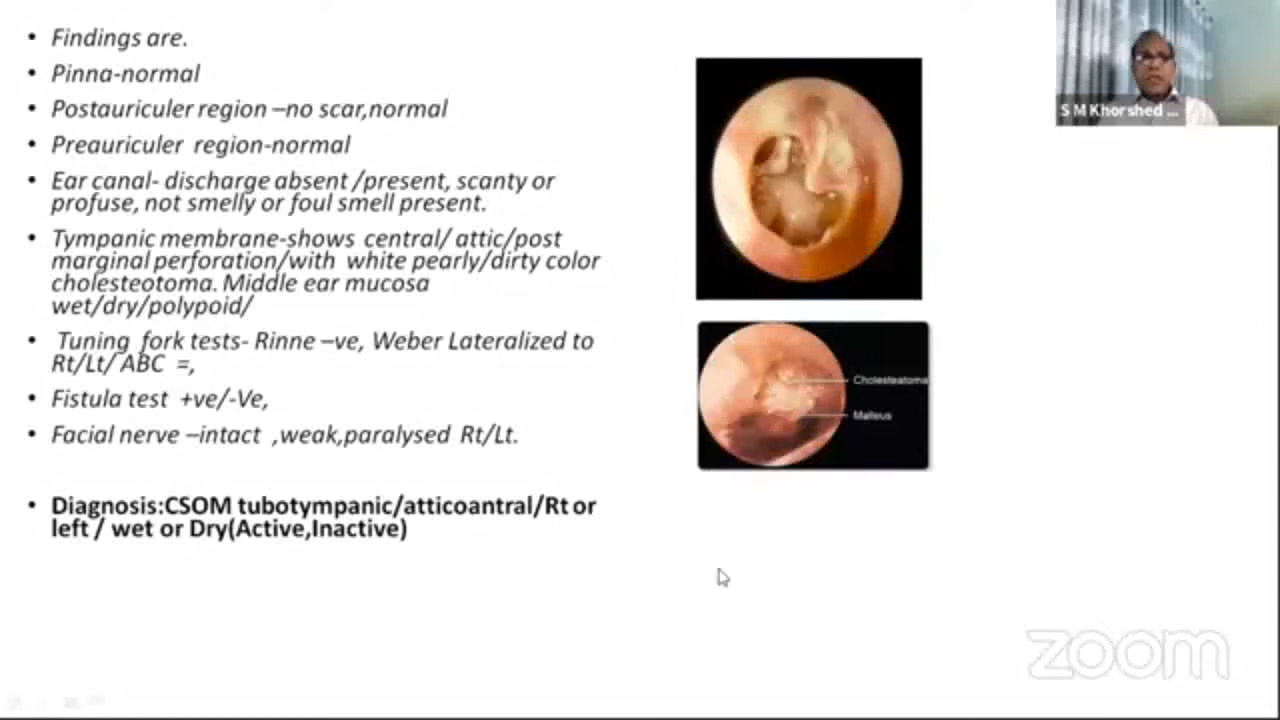 • Findings are.
• Pinna-normal
• Postauriculer region –no scar,normal
• Preauriculer region-normal
• Ear canal- discharge absent /present, scanty or
profuse, not smelly or foul smell present.
• Tympanic membrane-shows central/ attic/post
marginal perforation/with white pearly/dirty color
cholesteotoma. Middle ear mucosa
wet/dry/polypoid/
• Tuning fork tests- Rinne –ve, Weber Lateralized to
Rt/Lt/ ABC =,
• Fistula test +ve/-Ve,
• Facial nerve –intact ,weak,paralysed Rt/Lt.
• Diagnosis:CSOM tubotympanic/atticoantral/Rt or
left / wet or Dry(Active,Inactive)
Cholesteatoma
Malleus
S M Khorshed ...
zoom